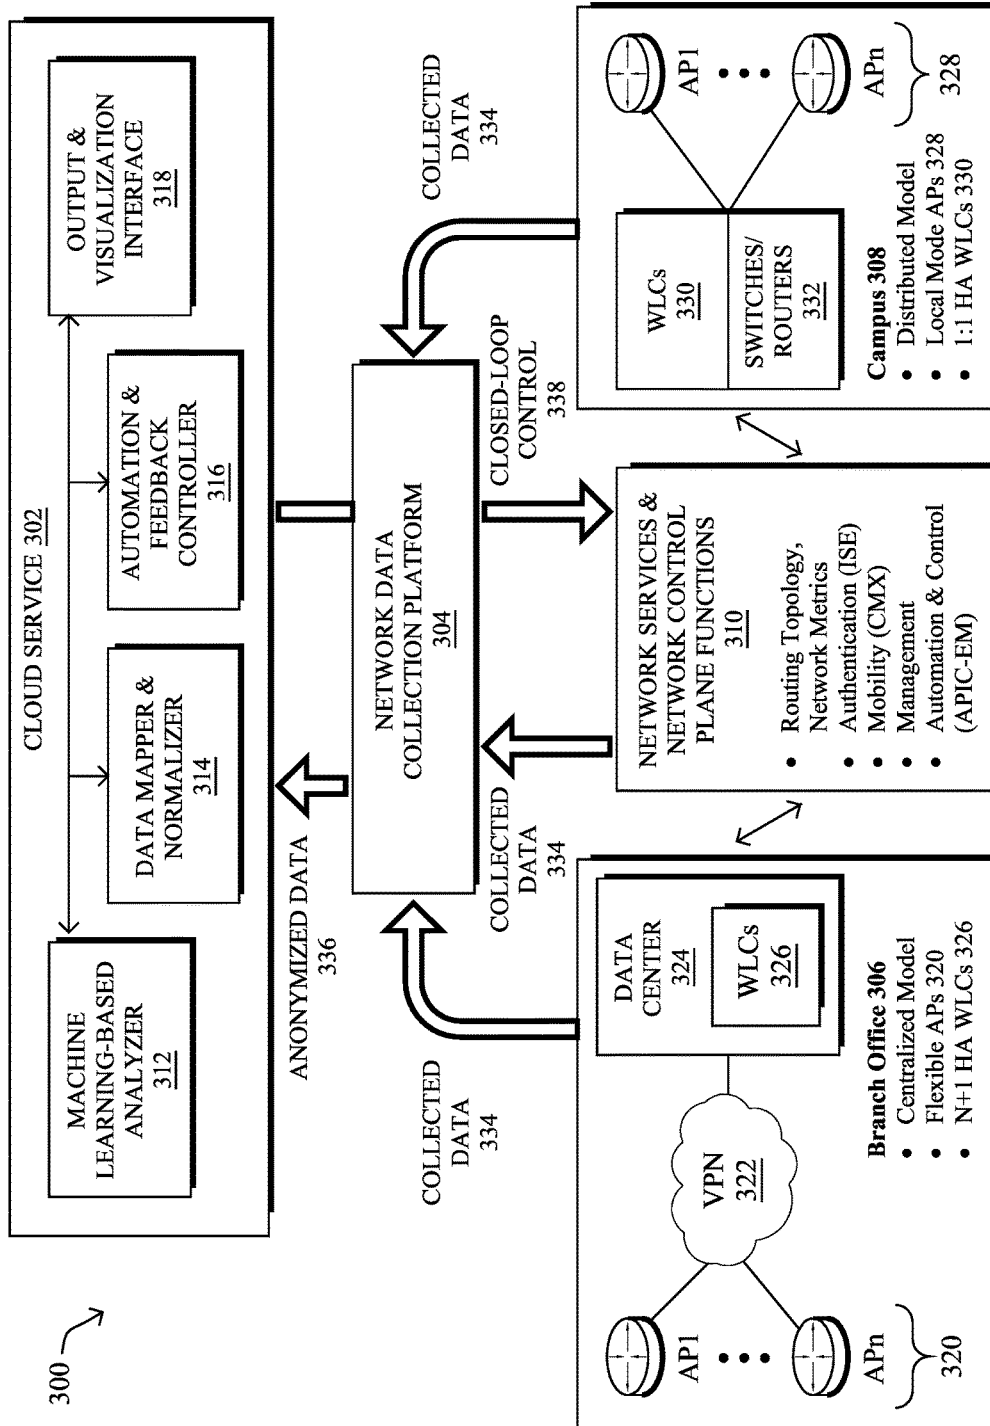 300
CLOUD SERVICE 302
MACHINE
LEARNING-BASED
ANALYZER
312
DATA MAPPER &
NORMALIZER
314
AUTOMATION &
FEEDBACK
CONTROLLER
316
OUTPUT &
VISUALIZATION
INTERFACE
318
ANONYMIZED DATA
336
COLLECTED
DATA
334
NETWORK DATA
COLLECTION PLATFORM
304
COLLECTED
DATA
334
COLLECTED
DATA
334
CLOSED-LOOP
CONTROL
338
AP1
APn
320
VPN
322
DATA
CENTER
324
WLCs
326
Branch Office 306
• Centralized Model
• Flexible APs 320
• N+1 HA WLCs 326
NETWORK SERVICES &
NETWORK CONTROL
PLANE FUNCTIONS
310
• Routing Topology,
Network Metrics
• Authentication (ISE)
• Mobility (CMX)
• Management
• Automation & Control
(APIC-EM)
WLCs
330
SWITCHES/
ROUTERS
332
AP1
APn
328
Campus 308
• Distributed Model
• Local Mode APs 328
• 1:1 HA WLCs 330